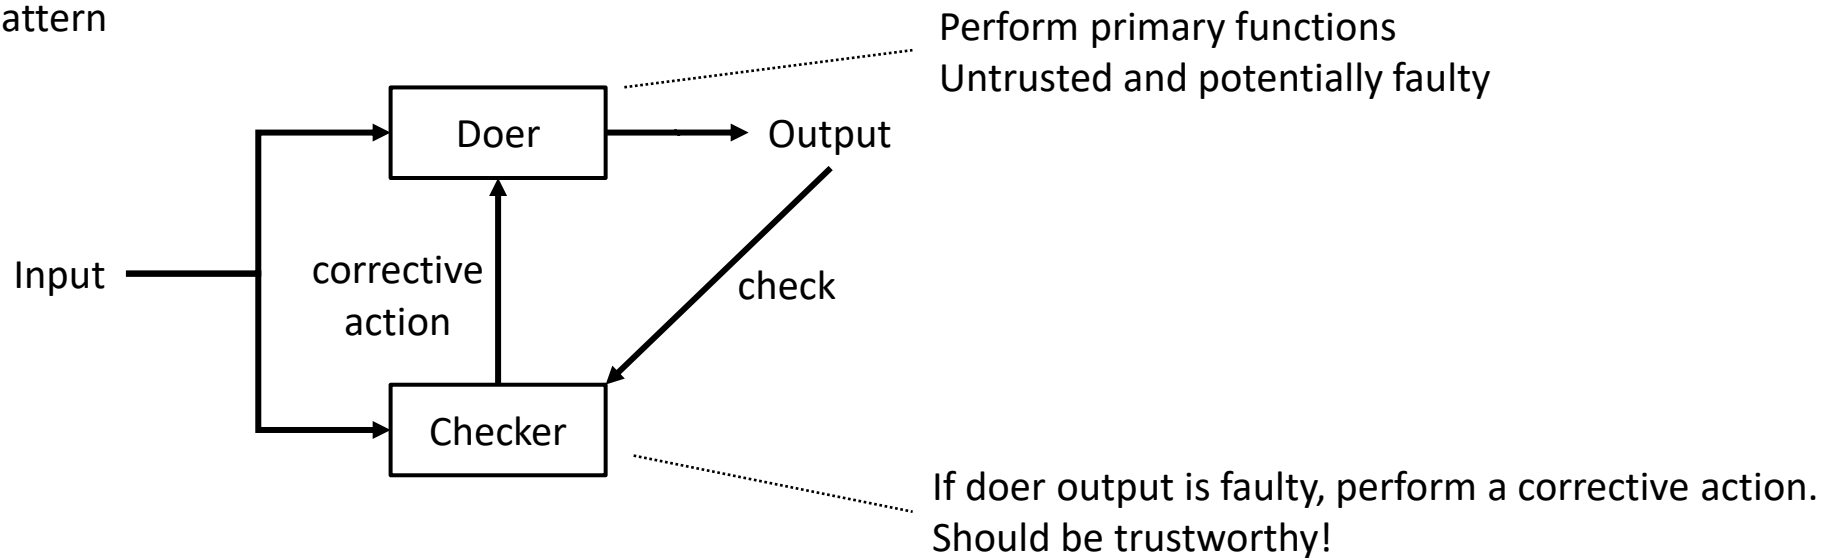 attern
Perform primary functions
Untrusted and potentially faulty
Doer
Output
Input
corrective
action
check
Checker
If doer output is faulty, perform a corrective action.
Should be trustworthy!